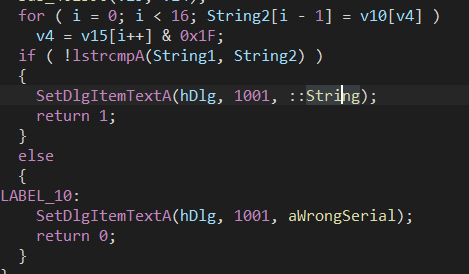 for ( i = 0; i < 16; String2[i - 1] = v10[v4] )
v4 = v15[i++] & 0x1F;
if ( !lstrcmpA(String1, String2) )
{
SetDlgItemTextA(hDlg, 1001, ::String);
return 1;
}
else
{
LABEL_10:
SetDlgItemTextA(hDlg, 1001, aWrongSerial);
return 0;
}